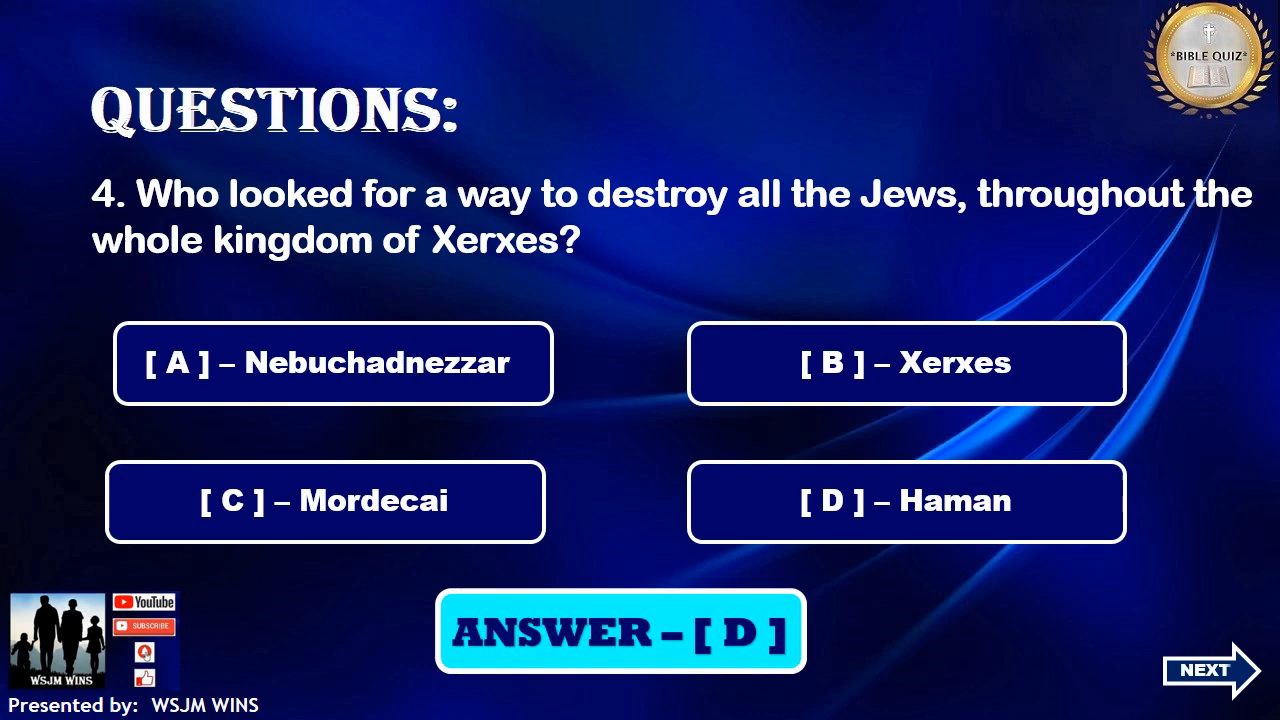 *BIBLE QUIZ*
QUESTIONS:
4. Who looked for a way to destroy all the Jews, throughout the
whole kingdom of Xerxes?
[ A ] – Nebuchadnezzar
[ B ] – Xerxes
[ C ] – Mordecai
[ D ] – Haman
ANSWER – [ D ]
YouTube
SUBSCRIBE
WSJM WINS
NEXT
Presented by: WSJM WINS